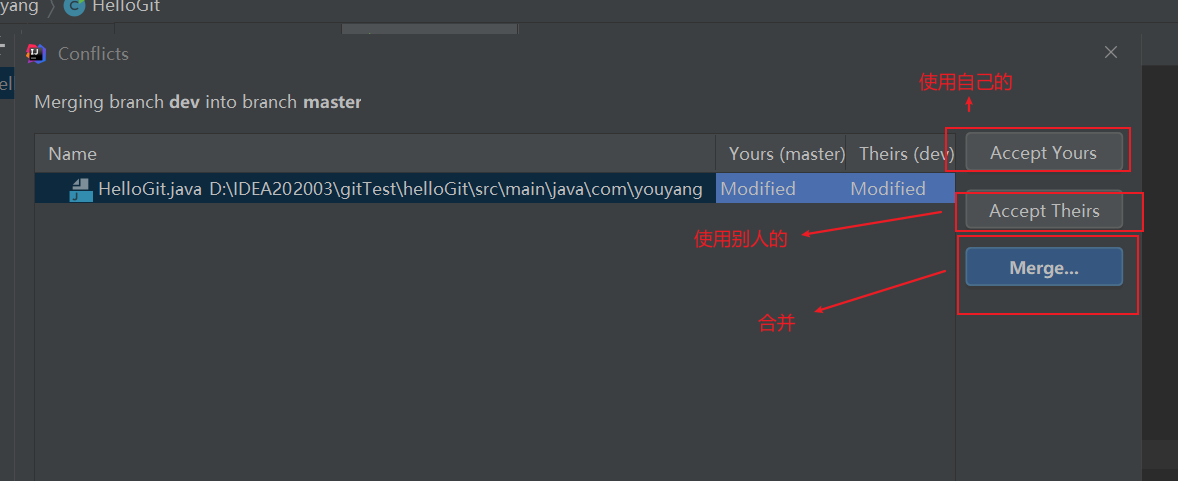 yang HelloGit
Conflicts
使用自己的
Merging branch dev into branch master
Name Yours (master) Theirs (dev) Accept Yours
HelloGit.java D:\IDEA202003\gitTest\helloGit\src\main\java\com\youyang Modified Modified
Accept Theirs
使用别人的
Merge...
合并